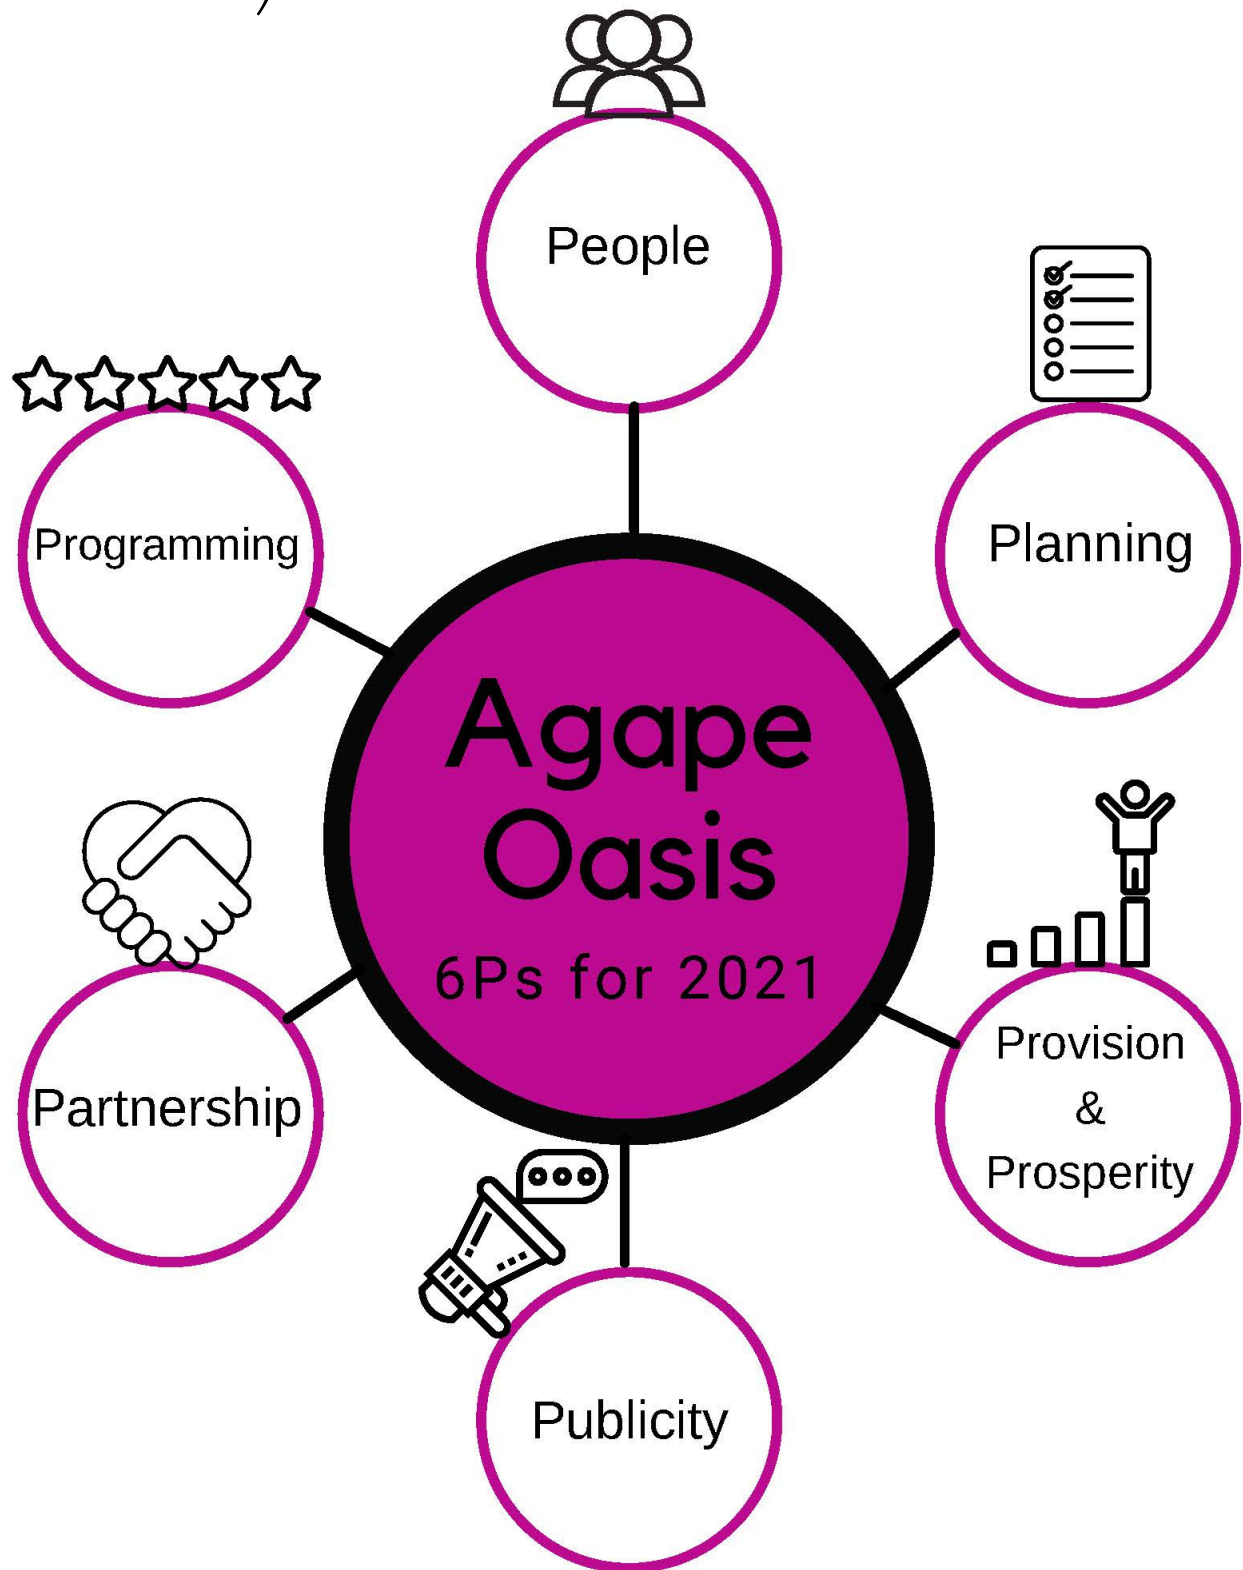 People
Planning
Programming
Agape
Oasis
6Ps for 2021
Provision
&
Prosperity
Partnership
Publicity